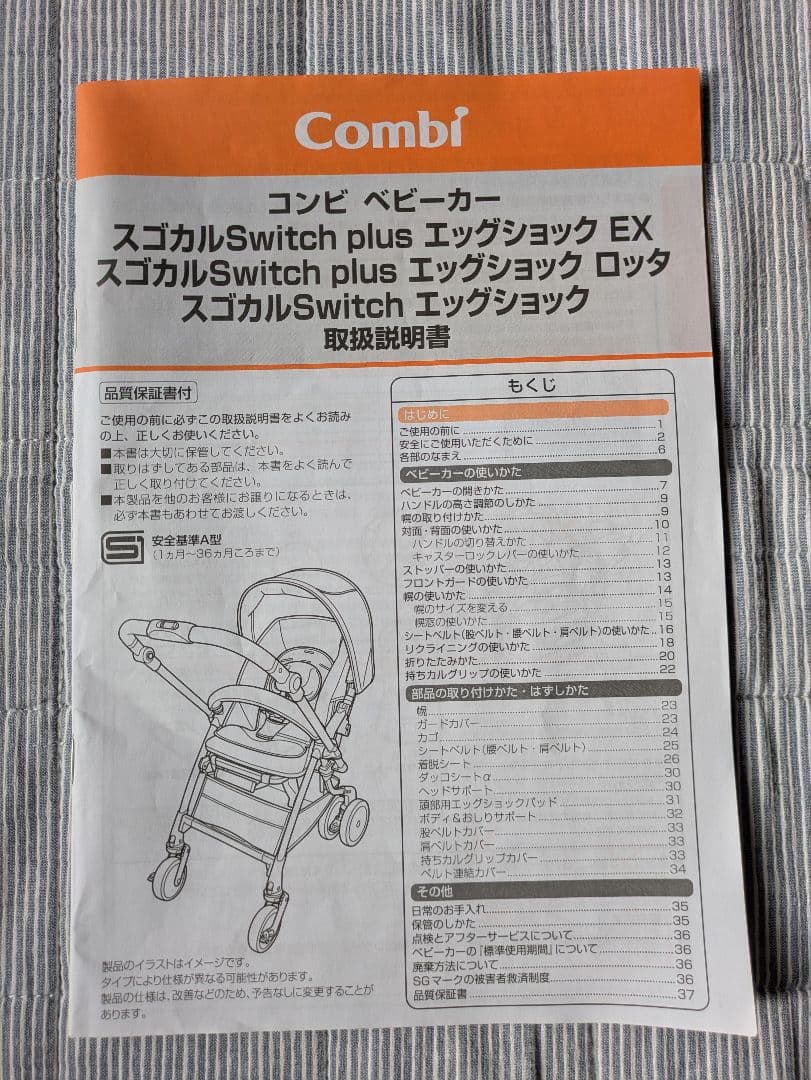 Combi
コンビ ベビーカー
スゴカルSwitch plus エッグショック EX
スゴカルSwitch plus エッグショック ロッタ
スゴカルSwitch エッグショック
取扱説明書
品質保証書付
ご使用の前に必ずこの取扱説明書をよくお読み
の上、正しくお使いください。
■本書は大切に保管してください。
■取りはずしてある部品は、本書をよく読んで
正しく取り付けてください。
■本製品を他のお客様にお譲りになるときは、
必ず本書もあわせてお渡しください。
安全基準A型
(1ヵ月〜36ヵ月ころまで)
製品のイラストはイメージです。
タイプにより仕様が異なる可能性があります。
製品の仕様は、改善などのため、予告なしに変更することが
あります。
もくじ
はじめに
ご使用の前に 1
安全にご使用いただくために 2
各部のなまえ 6
ベビーカーの使いかた
ベビーカーの開きかた 7
ハンドルの高さ調節のしかた 9
幌の取り付けかた 9
対面・背面の使いかた 10
ハンドルの切り替えかた 11
キャスターロックレバーの使いかた 12
ストッパーの使いかた 13
フロントガードの使いかた 13
幌の使いかた 14
幌のサイズを変える 15
幌窓の使いかた 15
シートベルト(股ベルト・腰ベルト・肩ベルト)の使いかた 16
リクライニングの使いかた 18
折りたたみかた 20
持ちカルグリップの使いかた 22
部品の取り付けかた・はずしかた
幌 23
ガードカバー 23
カゴ 24
シートベルト(腰ベルト・肩ベルト) 25
着脱シート 26
ダッコシートα 30
ヘッドサポート 30
頭部用エッグショックパッド 31
ボディ&おしりサポート 32
股ベルトカバー 33
肩ベルトカバー 33
持ちカルグリップカバー 33
ベルト連結カバー 34
その他
日常のお手入れ 35
保管のしかた 35
点検とアフターサービスについて 36
ベビーカーの「標準使用期間」について 36
廃棄方法について 36
SGマークの被害者救済制度 36
品質保証書 37